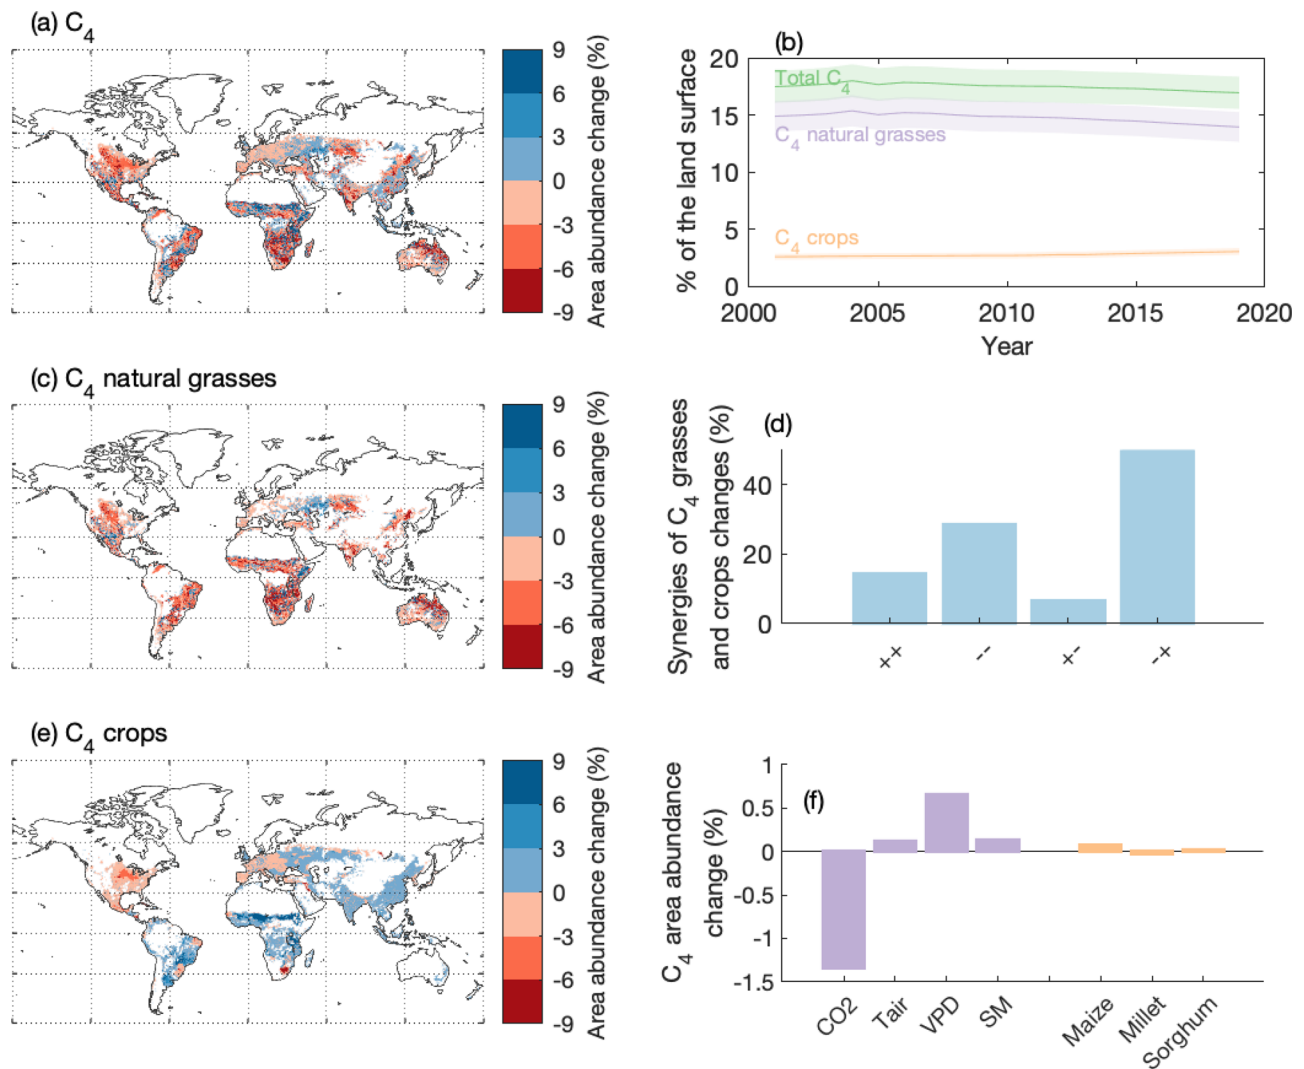 (a) C4
9
6
3
0
-3
-6
-9
Area abundance change (%)
(b)
20
15
10
5
0
% of the land surface
Total C4
C4 natural grasses
C4 crops
2000
2005
2010
2015
2020
Year
(c) C4 natural grasses
9
6
3
0
-3
-6
-9
Area abundance change (%)
(d)
Synergies of C4 grasses
and crops changes (%)
40
20
0
++
--
+-
-+
(e) C4 crops
9
6
3
0
-3
-6
-9
Area abundance change (%)
(f)
C4 area abundance
change (%)
1
0.5
0
-0.5
-1
-1.5
CO2
Tair
VPD
SM
Maize
Millet
Sorghum